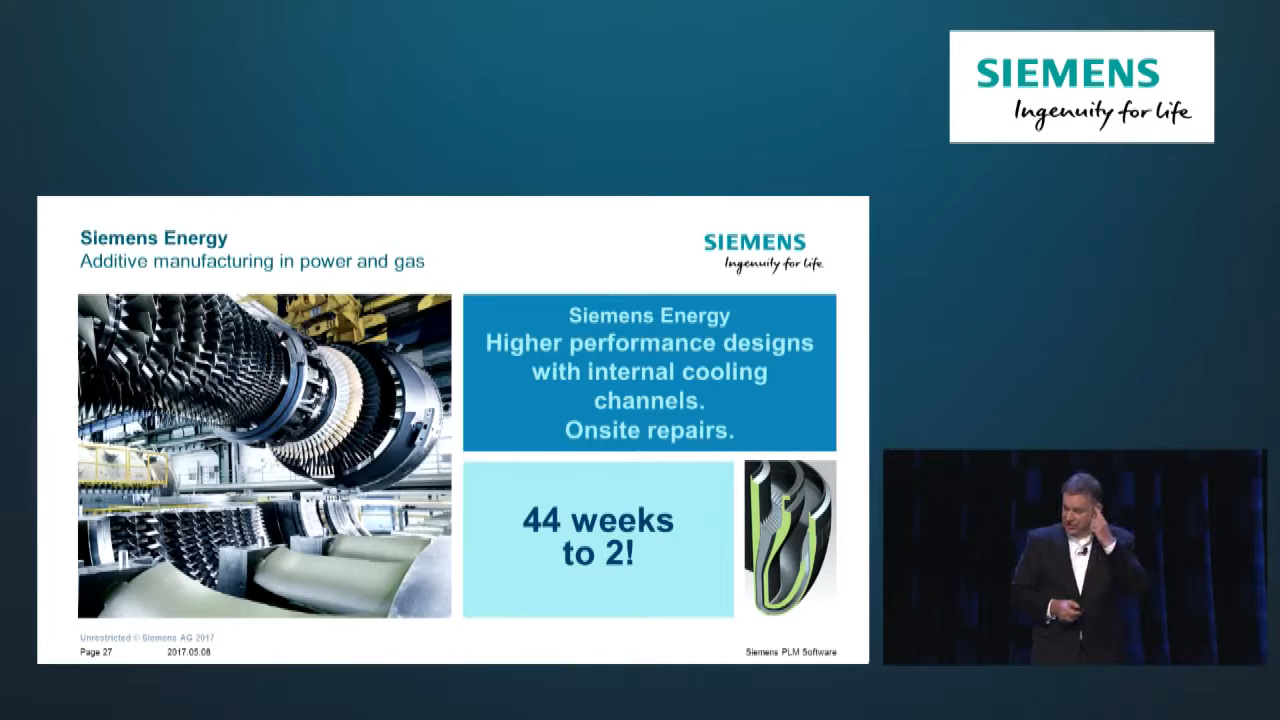 SIEMENS
Ingenuity for life
Siemens Energy
Additive manufacturing in power and gas
SIEMENS
Ingenuity for life
Siemens Energy
Higher performance designs
with internal cooling
channels.
Onsite repairs.
44 weeks
to 2!
Unrestricted © Siemens AG 2017
Page 27
2017.05.08
Siemens PLM Software